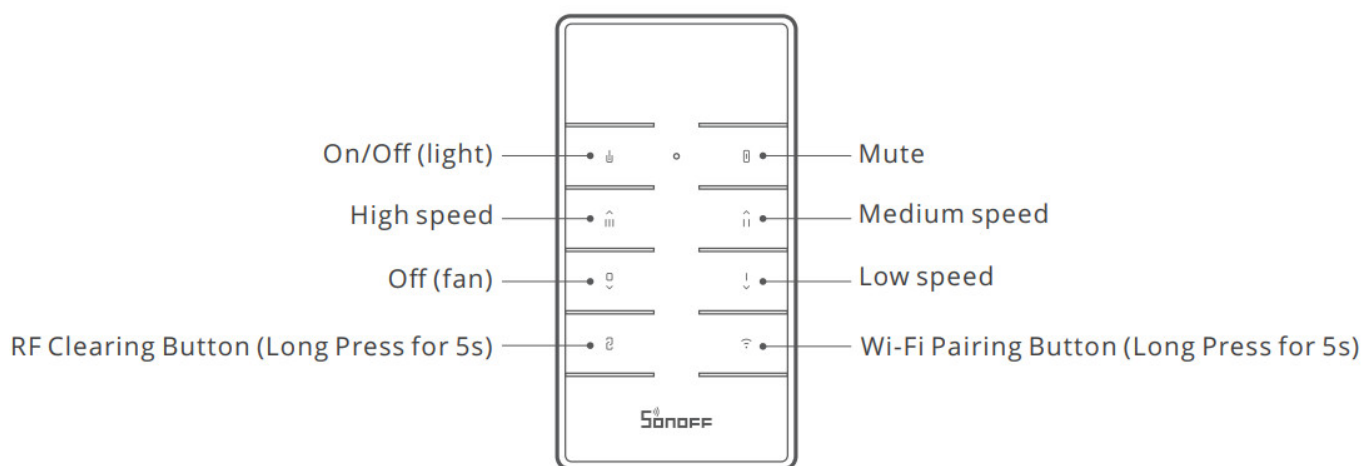 On/Off (light)
Mute
High speed
Medium speed
Off (fan)
Low speed
RF Clearing Button (Long Press for 5s)
Wi-Fi Pairing Button (Long Press for 5s)
SONOFF